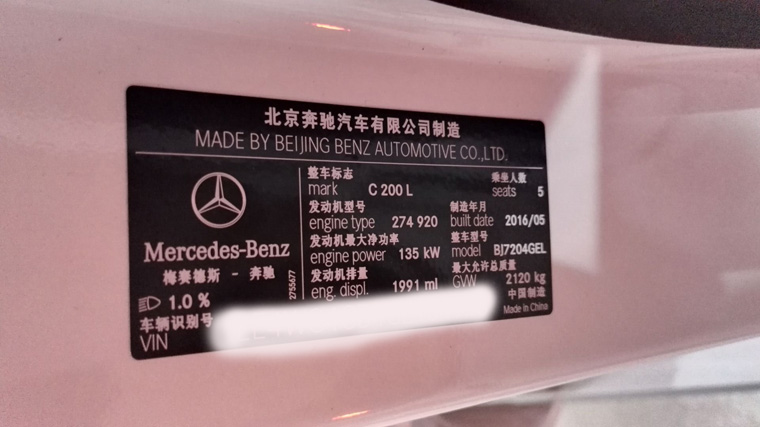 北京奔驰汽车有限公司制造
MADE BY BEIJING BENZ AUTOMOTIVE CO.,LTD.
Mercedes-Benz
梅赛德斯 - 奔驰
1.0 %
2755677
整车标志 乘坐人数
mark C 200 L seats 5
发动机型号 制造年月
engine type 274 920 built date 2016/05
发动机最大净功率 整车型号
engine power 135 kW model BJ7204GEL
发动机排量 最大允许总质量
eng. displ. 1991 ml GVW 2120 kg
中国制造
Made In China
车辆识别号
VIN